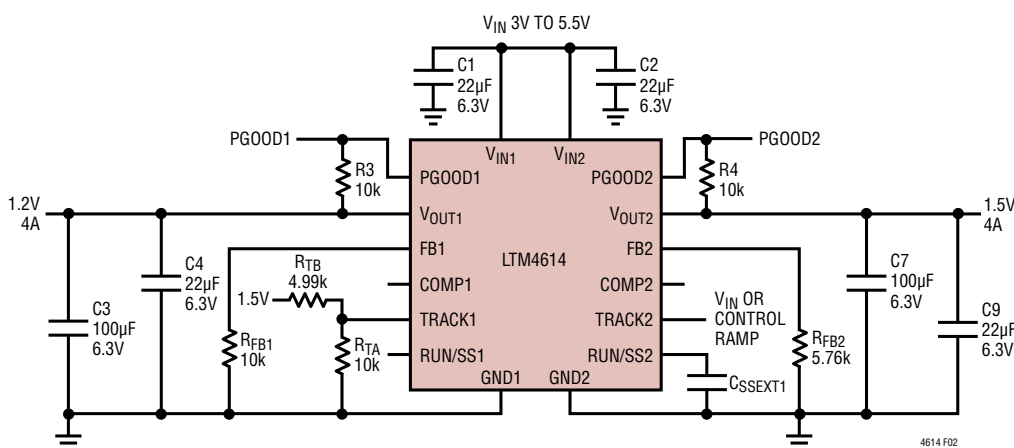 VIN 3V TO 5.5V
C1
22µF
6.3V
C2
22µF
6.3V
PGOOD1
R3
10k
PGOOD2
R4
10k
VIN1
VIN2
PGOOD1
PGOOD2
1.2V
4A
VOUT1
VOUT2
1.5V
4A
FB1
FB2
LTM4614
C4
22µF
6.3V
C3
100µF
6.3V
RTB
4.99k
1.5V
COMP1
COMP2
C7
100µF
6.3V
C9
22µF
6.3V
TRACK1
TRACK2
VIN OR
CONTROL
RAMP
RFB1
10k
RTA
10k
RFB2
5.76k
RUN/SS1
RUN/SS2
GND1
GND2
CSSEXT1
4614 F02